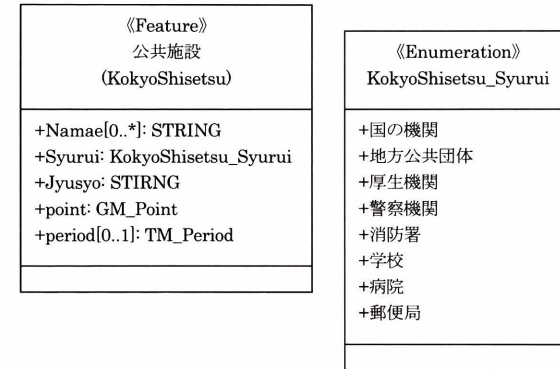 《Feature》
公共施設
(KokyoShisetsu)
+Namae[0..*]: STRING
+Syurui: KokyoShisetsu_Syurui
+Jyusyo: STIRNG
+point: GM_Point
+period[0..1]: TM_Period
《Enumeration》
KokyoShisetsu_Syurui
+国の機関
+地方公共団体
+厚生機関
+警察機関
+消防署
+学校
+病院
+郵便局